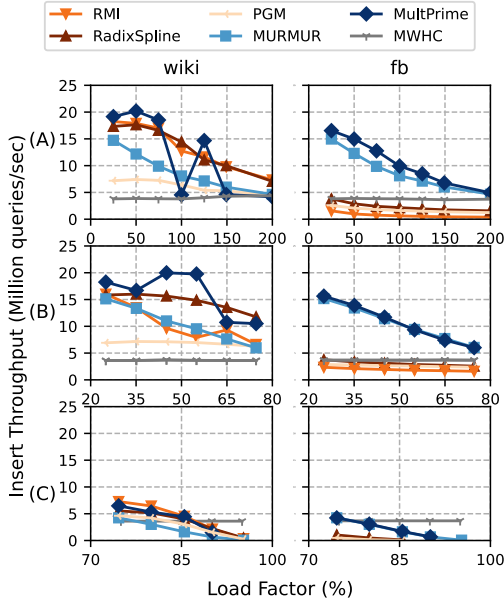 RMI PGM MultPrime
RadixSpline MURMUR MWHC
wiki fb
Insert Throughput (Million queries/sec)
(A)
25
20
15
10
5
0
0 50 100 150 200
0 50 100 150 200
(B)
25
20
15
10
5
0
20 35 50 65 80
20 35 50 65 80
(C)
25
20
15
10
5
0
70 85 100
70 85 100
Load Factor (%)